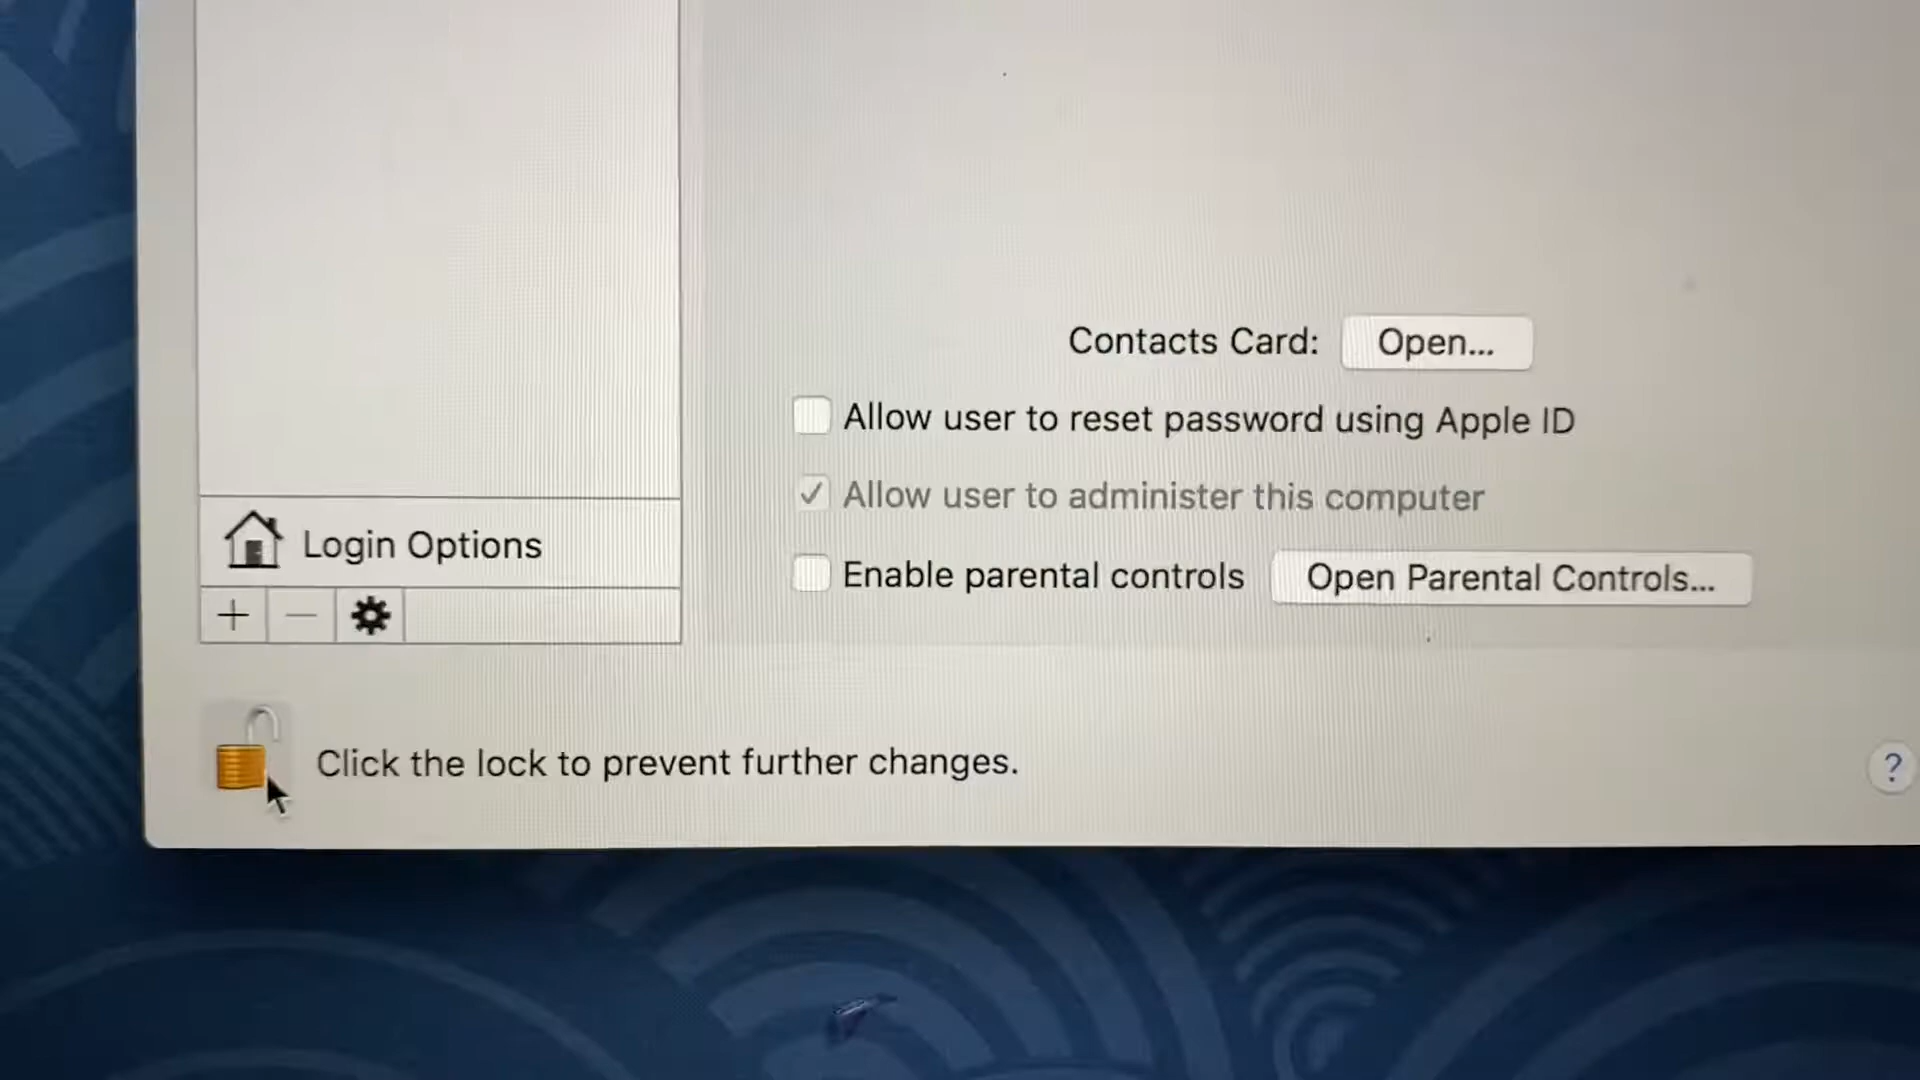 Contacts Card: Open...
Allow user to reset password using Apple ID
Allow user to administer this computer
Login Options
Enable parental controls Open Parental Controls...
Click the lock to prevent further changes.
?